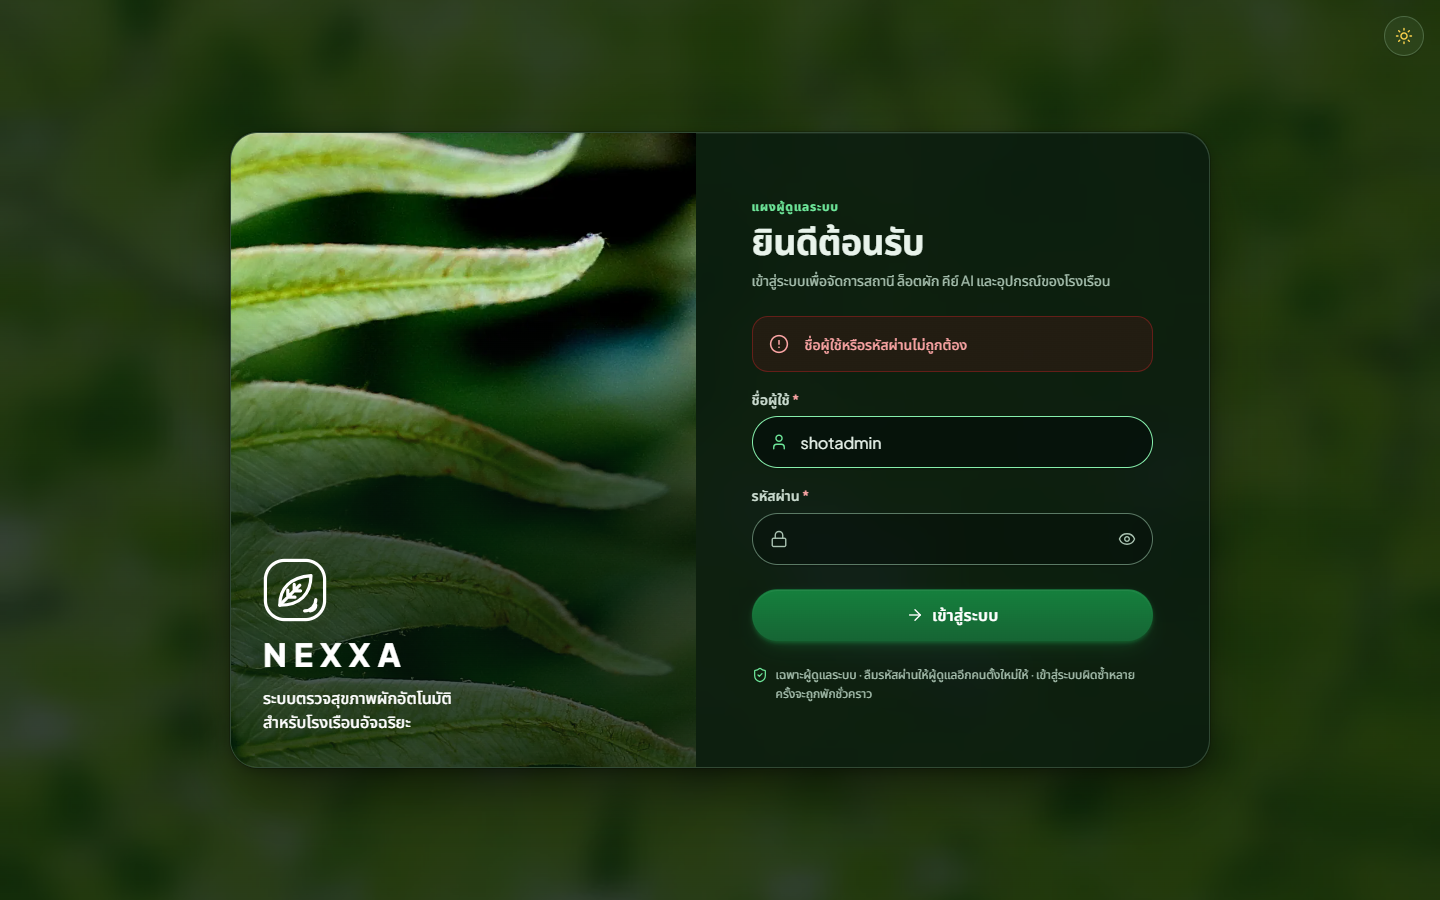 แผงผู้ดูแลระบบ
ยินดีต้อนรับ
เข้าสู่ระบบเพื่อจัดการสถานี ล็อตผัก คีย์ AI และอุปกรณ์ของโรงเรือน
ชื่อผู้ใช้หรือรหัสผ่านไม่ถูกต้อง
ชื่อผู้ใช้ *
shotadmin
รหัสผ่าน *
เข้าสู่ระบบ
เฉพาะผู้ดูแลระบบ · ลืมรหัสผ่านให้ผู้ดูแลอีกคนตั้งใหม่ให้ · เข้าสู่ระบบผิดซ้ำหลาย
ครั้งจะถูกพักชั่วคราว
NEXXA
ระบบตรวจสุขภาพผักอัตโนมัติ
สำหรับโรงเรือนอัจฉริยะ